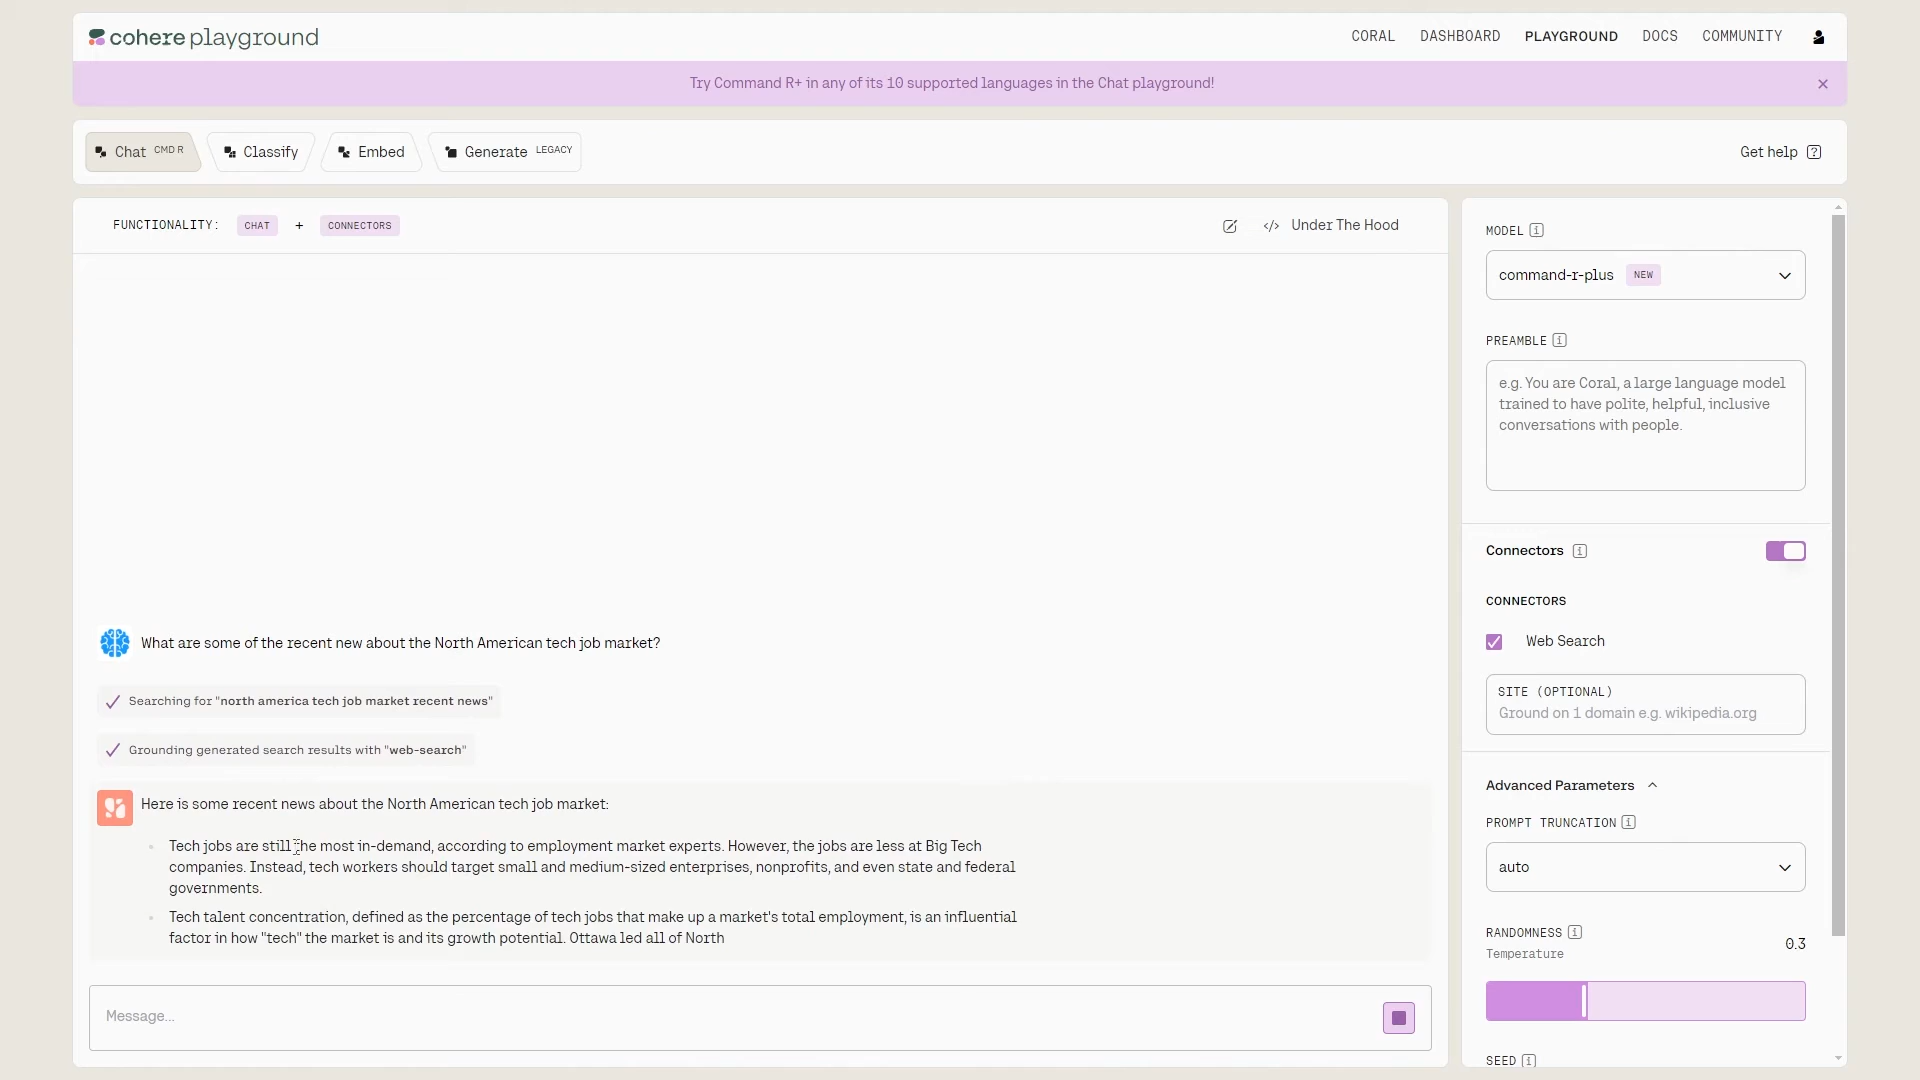 cohere playground
CORAL DASHBOARD PLAYGROUND DOCS COMMUNITY
Try Command R+ in any of its 10 supported languages in the Chat playground!
Chat CMD R
Classify
Embed
Generate LEGACY
Get help ?
FUNCTIONALITY: CHAT + CONNECTORS
</> Under The Hood
What are some of the recent new about the North American tech job market?
Searching for "north america tech job market recent news"
Grounding generated search results with "web-search"
Here is some recent news about the North American tech job market:
Tech jobs are still the most in-demand, according to employment market experts. However, the jobs are less at Big Tech
companies. Instead, tech workers should target small and medium-sized enterprises, nonprofits, and even state and federal
governments.
Tech talent concentration, defined as the percentage of tech jobs that make up a market's total employment, is an influential
factor in how "tech" the market is and its growth potential. Ottawa led all of North
Message...
MODEL i
command-r-plus NEW
PREAMBLE i
e.g. You are Coral, a large language model
trained to have polite, helpful, inclusive
conversations with people.
Connectors i
CONNECTORS
Web Search
SITE (OPTIONAL)
Ground on 1 domain e.g. wikipedia.org
Advanced Parameters
PROMPT TRUNCATION i
auto
RANDOMNESS i
Temperature
0.3
SEED i